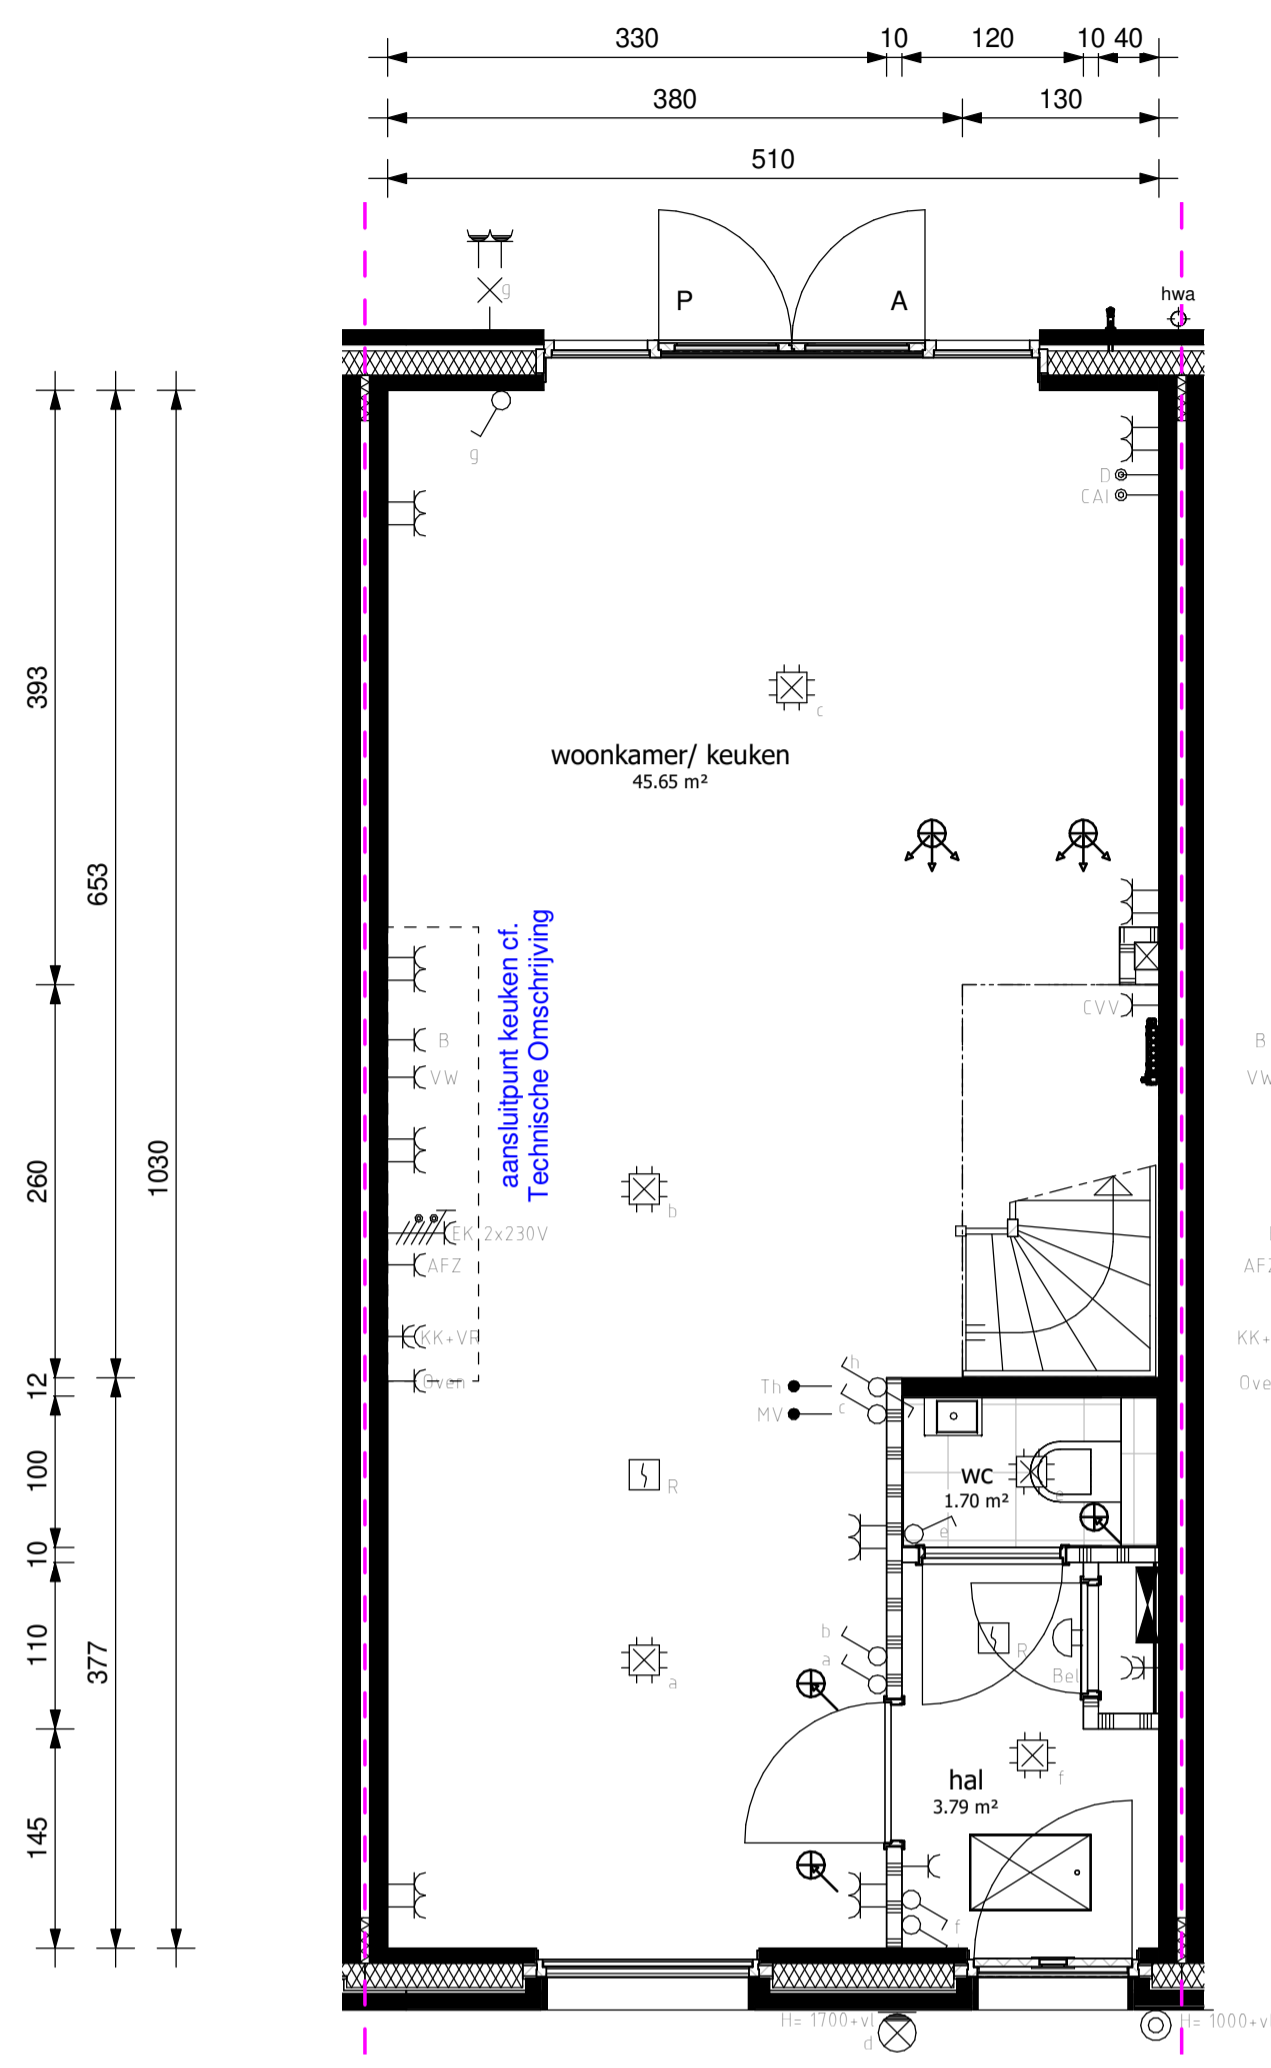 330 10 120 10 40
380 130
510
P A hwa
g
g
D
CAI
393
c
woonkamer/ keuken
45.65 m²
653
aansluitpunt keuken cf.
Technische Omschrijving
CVV
B B
VW VW
260
1030
b
EK 2x230V
AFZ
KK+VR KK+
Oven Ove
12
h
Th
MV c
100
R
wc
1.70 m²
e
e
10
110
377
b
a
a
R
Bel
f
hal
3.79 m²
145
f
H= 1700+vl
d
H= 1000+vl